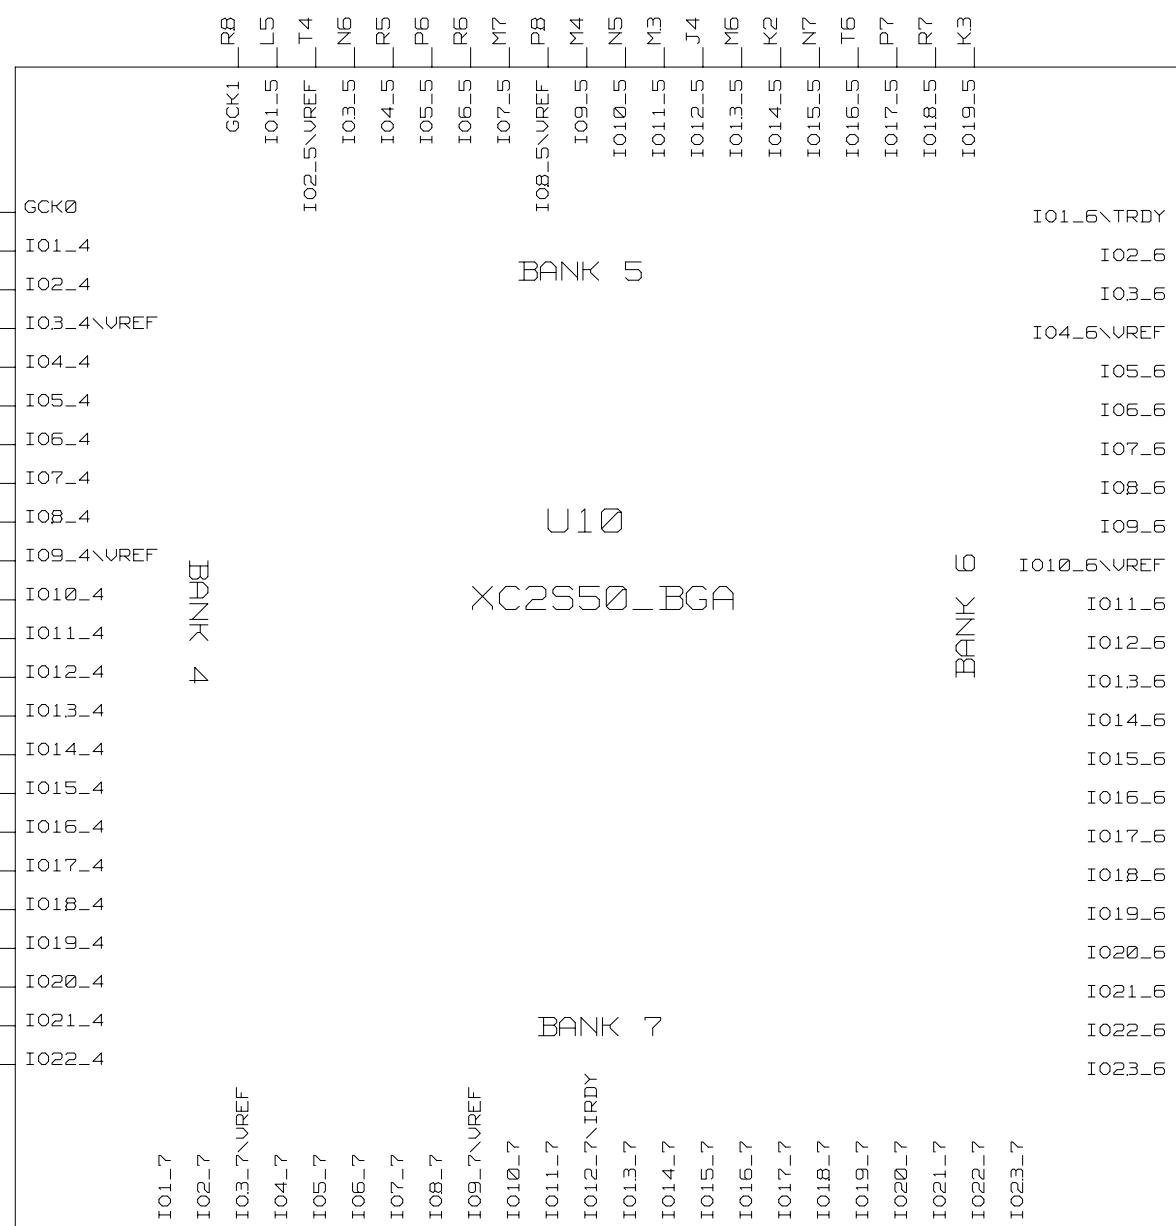 R8
L5
T4
N6
R5
P6
R6
M7
P8
M4
N5
M3
J4
M6
K2
N7
T6
P7
R7
K3
GCK1
IO1_5
IO2_5\VREF
IO3_5
IO4_5
IO5_5
IO6_5
IO7_5
IO8_5\VREF
IO9_5
IO10_5
IO11_5
IO12_5
IO13_5
IO14_5
IO15_5
IO16_5
IO17_5
IO18_5
IO19_5
BANK 5
GCK0
IO1_4
IO2_4
IO3_4\VREF
IO4_4
IO5_4
IO6_4
IO7_4
IO8_4
IO9_4\VREF
IO10_4
IO11_4
IO12_4
IO13_4
IO14_4
IO15_4
IO16_4
IO17_4
IO18_4
IO19_4
IO20_4
IO21_4
IO22_4
BANK 4
U10
XC2S50_BGA
BANK 6
IO1_6\TRDY
IO2_6
IO3_6
IO4_6\VREF
IO5_6
IO6_6
IO7_6
IO8_6
IO9_6
IO10_6\VREF
IO11_6
IO12_6
IO13_6
IO14_6
IO15_6
IO16_6
IO17_6
IO18_6
IO19_6
IO20_6
IO21_6
IO22_6
IO23_6
BANK 7
IO1_7
IO2_7
IO3_7\VREF
IO4_7
IO5_7
IO6_7
IO7_7
IO8_7
IO9_7\VREF
IO10_7
IO11_7
IO12_7\IRDY
IO13_7
IO14_7
IO15_7
IO16_7
IO17_7
IO18_7
IO19_7
IO20_7
IO21_7
IO22_7
IO23_7